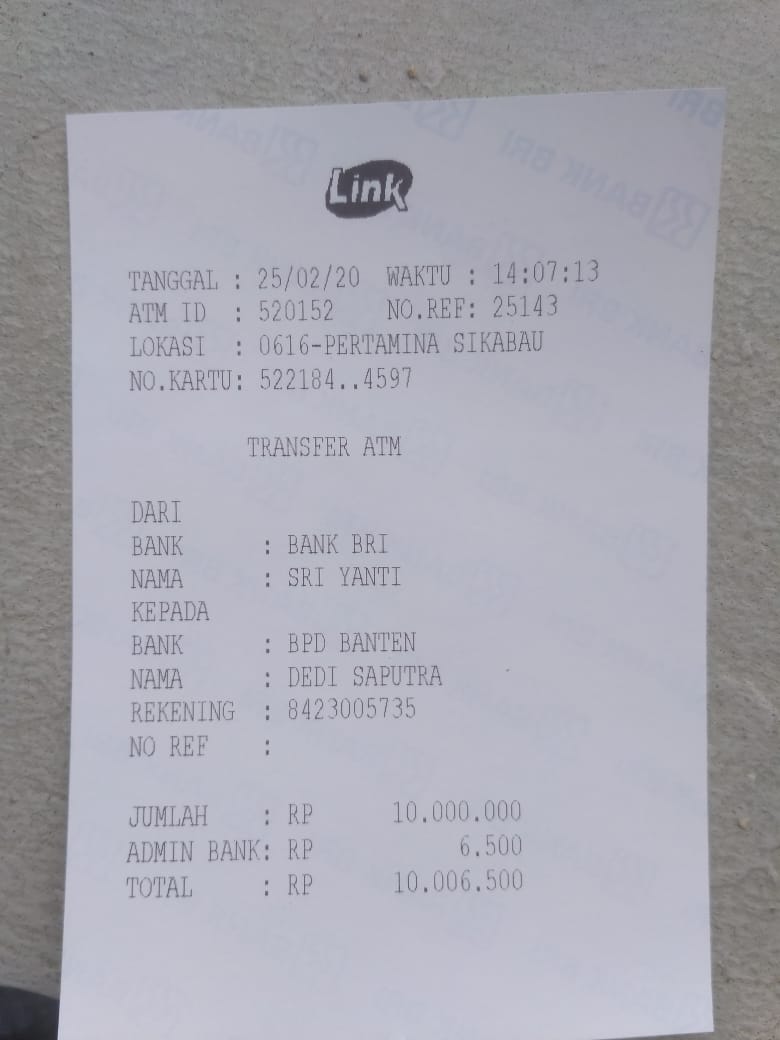 Link
TANGGAL : 25/02/20 WAKTU : 14:07:13
ATM ID : 520152 NO.REF: 25143
LOKASI : 0616-PERTAMINA SIKABAU
NO.KARTU: 522184..4597
TRANSFER ATM
DARI
BANK : BANK BRI
NAMA : SRI YANTI
KEPADA
BANK : BPD BANTEN
NAMA : DEDI SAPUTRA
REKENING : 8423005735
NO REF :
JUMLAH : RP 10.000.000
ADMIN BANK: RP 6.500
TOTAL : RP 10.006.500